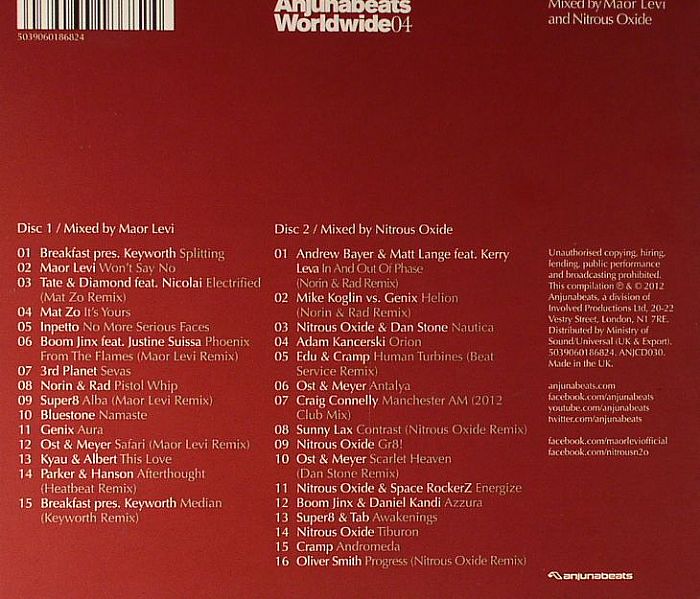 5039060186824
Anjunabeats
Worldwide04
Mixed by Maor Levi
and Nitrous Oxide
Disc 1 / Mixed by Maor Levi
01 Breakfast pres. Keyworth Splitting
02 Maor Levi Won't Say No
03 Tate & Diamond feat. Nicolai Electrified
(Mat Zo Remix)
04 Mat Zo It's Yours
05 Inpetto No More Serious Faces
06 Boom Jinx feat. Justine Suissa Phoenix
From The Flames (Maor Levi Remix)
07 3rd Planet Sevas
08 Norin & Rad Pistol Whip
09 Super8 Alba (Maor Levi Remix)
10 Bluestone Namaste
11 Genix Aura
12 Ost & Meyer Safari (Maor Levi Remix)
13 Kyau & Albert This Love
14 Parker & Hanson Afterthought
(Heatbeat Remix)
15 Breakfast pres. Keyworth Median
(Keyworth Remix)
Disc 2 / Mixed by Nitrous Oxide
01 Andrew Bayer & Matt Lange feat. Kerry
Leva In And Out Of Phase
(Norin & Rad Remix)
02 Mike Koglin vs. Genix Helion
(Norin & Rad Remix)
03 Nitrous Oxide & Dan Stone Nautica
04 Adam Kancerski Orion
05 Edu & Cramp Human Turbines (Beat
Service Remix)
06 Ost & Meyer Antalya
07 Craig Connelly Manchester AM (2012
Club Mix)
08 Sunny Lax Contrast (Nitrous Oxide Remix)
09 Nitrous Oxide Gr8!
10 Ost & Meyer Scarlet Heaven
(Dan Stone Remix)
11 Nitrous Oxide & Space RockerZ Energize
12 Boom Jinx & Daniel Kandi Azzura
13 Super8 & Tab Awakenings
14 Nitrous Oxide Tiburon
15 Cramp Andromeda
16 Oliver Smith Progress (Nitrous Oxide Remix)
Unauthorised copying, hiring,
lending, public performance
and broadcasting prohibited.
This compilation ℗ & © 2012
Anjunabeats, a division of
Involved Productions Ltd, 20-22
Vestry Street, London, N1 7RE.
Distributed by Ministry of
Sound/Universal (UK & Export).
5039060186824. ANJCD030.
Made in the UK.
anjunabeats.com
facebook.com/anjunabeats
youtube.com/anjunabeats
twitter.com/anjunabeats
facebook.com/maorleviofficial
facebook.com/nitrousn2o
anjunabeats